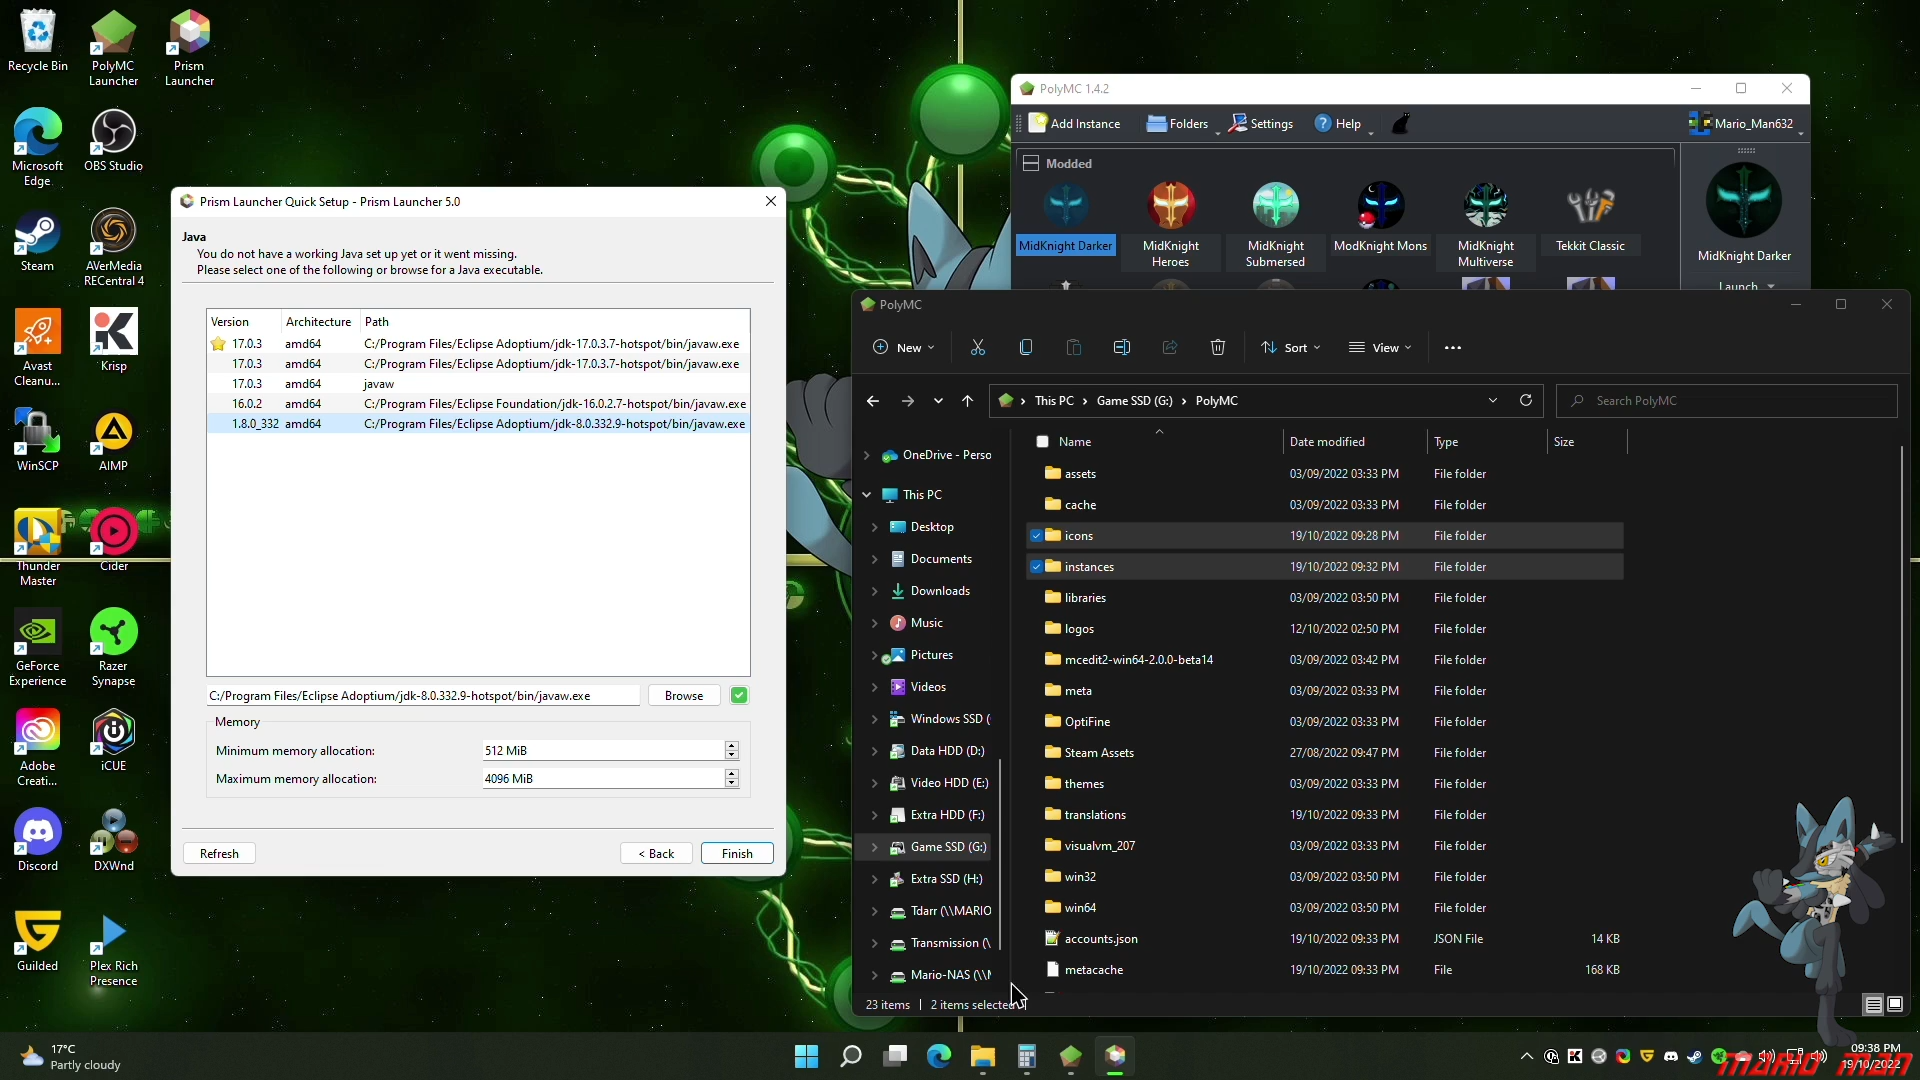 Recycle Bin
PolyMC Launcher
Prism Launcher
Microsoft Edge
OBS Studio
Steam
AVerMedia RECentral 4
Avast Cleanu...
Krisp
WinSCP
AIMP
Thunder Master
Cider
GeForce Experience
Razer Synapse
Adobe Creati...
iCUE
Discord
DXWnd
Guilded
Plex Rich Presence
Prism Launcher Quick Setup - Prism Launcher 5.0
Java
You do not have a working Java set up yet or it went missing.
Please select one of the following or browse for a Java executable.
Version Architecture Path
17.0.3 amd64 C:/Program Files/Eclipse Adoptium/jdk-17.0.3.7-hotspot/bin/javaw.exe
17.0.3 amd64 C:/Program Files/Eclipse Adoptium/jdk-17.0.3.7-hotspot/bin/javaw.exe
17.0.3 amd64 javaw
16.0.2 amd64 C:/Program Files/Eclipse Foundation/jdk-16.0.2.7-hotspot/bin/javaw.exe
1.8.0_332 amd64 C:/Program Files/Eclipse Adoptium/jdk-8.0.332.9-hotspot/bin/javaw.exe
C:/Program Files/Eclipse Adoptium/jdk-8.0.332.9-hotspot/bin/javaw.exe Browse
Memory
Minimum memory allocation: 512 MiB
Maximum memory allocation: 4096 MiB
Refresh < Back Finish
PolyMC 1.4.2
Add Instance Folders Settings Help Mario_Man632
Modded
MidKnight Darker
MidKnight Heroes
MidKnight Submersed
ModKnight Mons
MidKnight Multiverse
Tekkit Classic
MidKnight Darker
Launch
PolyMC
New Sort View
This PC > Game SSD (G:) > PolyMC
Search PolyMC
OneDrive - Perso
This PC
Desktop
Documents
Downloads
Music
Pictures
Videos
Windows SSD (
Data HDD (D:)
Video HDD (E:)
Extra HDD (F:)
Game SSD (G:)
Extra SSD (H:)
Tdarr (\\MARIO
Transmission (\
Mario-NAS (\\M
Name Date modified Type Size
assets 03/09/2022 03:33 PM File folder
cache 03/09/2022 03:33 PM File folder
icons 19/10/2022 09:28 PM File folder
instances 19/10/2022 09:32 PM File folder
libraries 03/09/2022 03:50 PM File folder
logos 12/10/2022 02:50 PM File folder
mcedit2-win64-2.0.0-beta14 03/09/2022 03:42 PM File folder
meta 03/09/2022 03:33 PM File folder
OptiFine 03/09/2022 03:33 PM File folder
Steam Assets 27/08/2022 09:47 PM File folder
themes 03/09/2022 03:33 PM File folder
translations 19/10/2022 09:33 PM File folder
visualvm_207 03/09/2022 03:33 PM File folder
win32 03/09/2022 03:50 PM File folder
win64 03/09/2022 03:50 PM File folder
accounts.json 19/10/2022 09:33 PM JSON File 14 KB
metacache 19/10/2022 09:33 PM File 168 KB
23 items 2 items selected
17°C
Partly cloudy
09:38 PM
19/10/2022
MARIO MAN